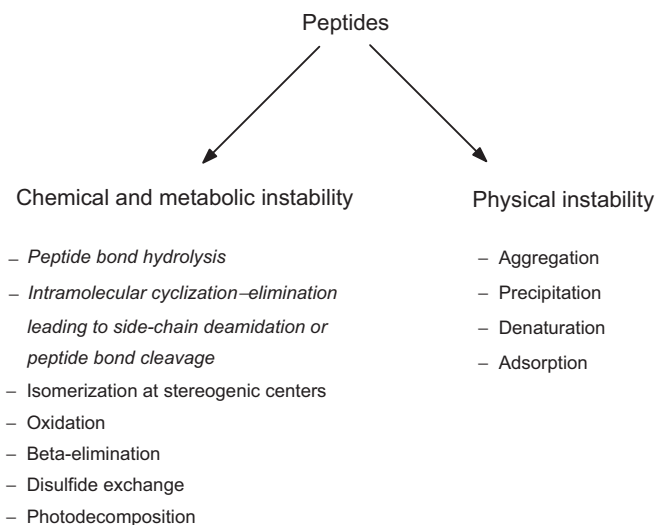 Peptides
Chemical and metabolic instability
– Peptide bond hydrolysis
– Intramolecular cyclization–elimination
leading to side-chain deamidation or
peptide bond cleavage
– Isomerization at stereogenic centers
– Oxidation
– Beta-elimination
– Disulfide exchange
– Photodecomposition
Physical instability
– Aggregation
– Precipitation
– Denaturation
– Adsorption